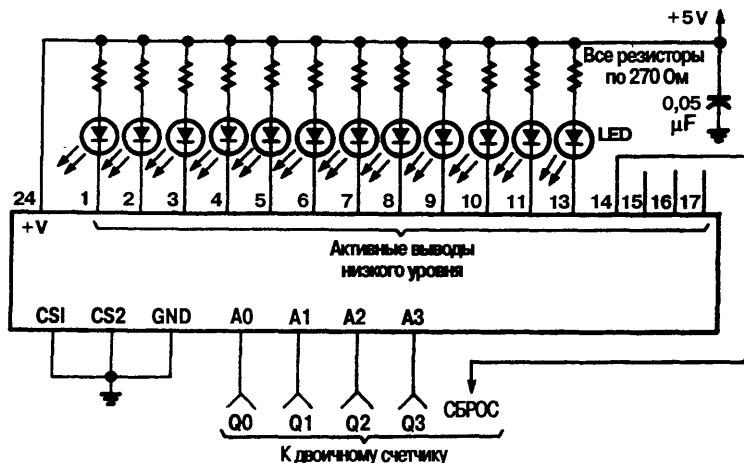 +5V
Все резисторы
по 270 Ом
0,05
µF
LED
24 1 2 3 4 5 6 7 8 9 10 11 13 14 15 16 17
+V
Активные выводы
низкого уровня
CSI CS2 GND A0 A1 A2 A3
СБРОС
Q0 Q1 Q2 Q3
К двоичному счетчику